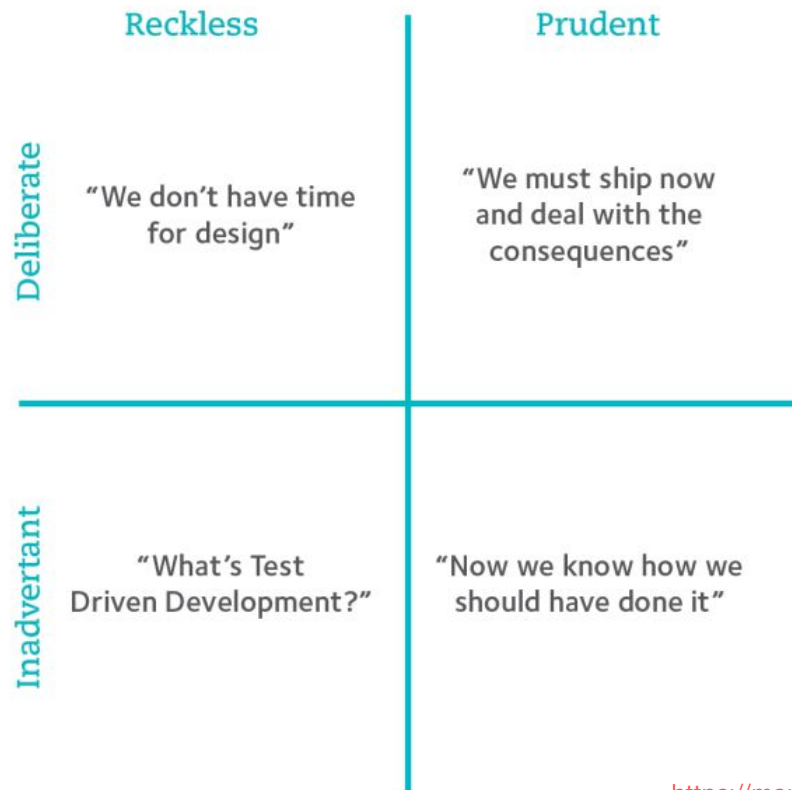 Reckless
Prudent
Deliberate
“We don’t have time
for design”
“We must ship now
and deal with the
consequences”
Inadvertant
“What’s Test
Driven Development?”
“Now we know how we
should have done it”